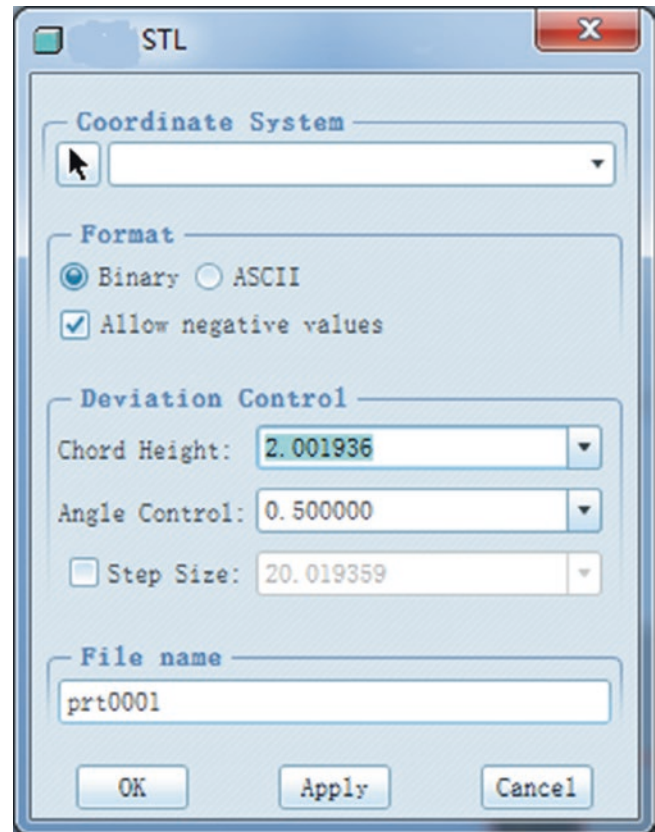 STL
Coordinate System
Format
Binary ASCII
Allow negative values
Deviation Control
Chord Height: 2.001936
Angle Control: 0.500000
Step Size: 20.019359
File name
prt0001
OK Apply Cancel